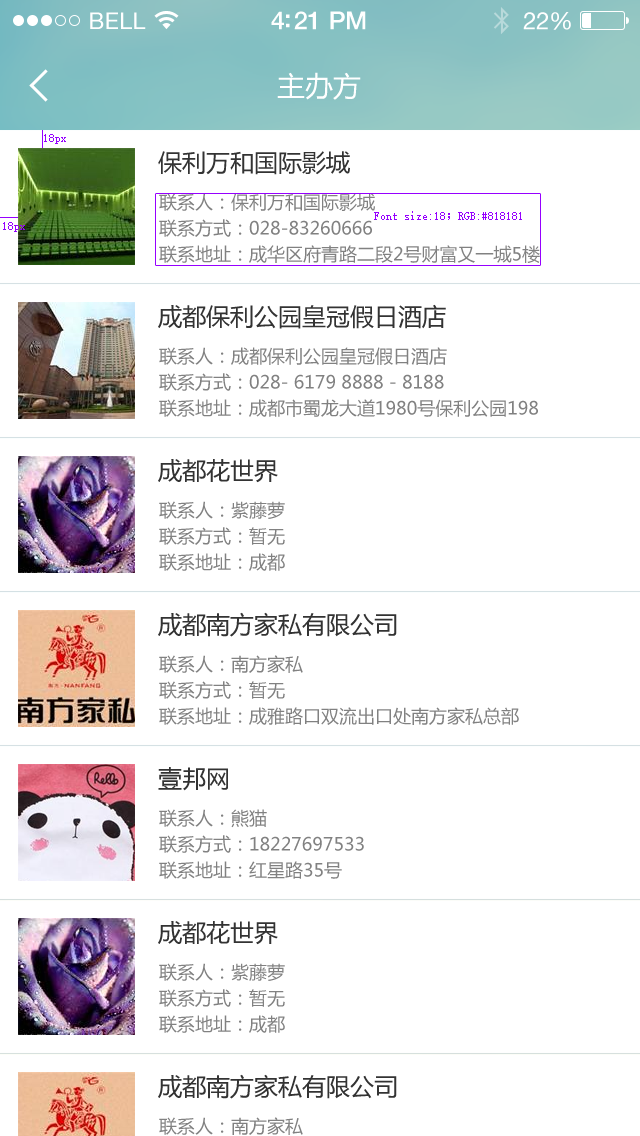 BELL 4:21 PM 22%
主办方
18px
18p
保利万和国际影城
联系人：保利万和国际影城
Font size:18; RGB:#818181
联系方式：028-83260666
联系地址：成华区府青路二段2号财富又一城5楼
成都保利公园皇冠假日酒店
联系人：成都保利公园皇冠假日酒店
联系方式：028- 6179 8888 - 8188
联系地址：成都市蜀龙大道1980号保利公园198
成都花世界
联系人：紫藤萝
联系方式：暂无
联系地址：成都
成都南方家私有限公司
联系人：南方家私
联系方式：暂无
联系地址：成雅路口双流出口处南方家私总部
南方·NANFANG
南方家私
壹邦网
Hello
联系人：熊猫
联系方式：18227697533
联系地址：红星路35号
成都花世界
联系人：紫藤萝
联系方式：暂无
联系地址：成都
成都南方家私有限公司
联系人：南方家私